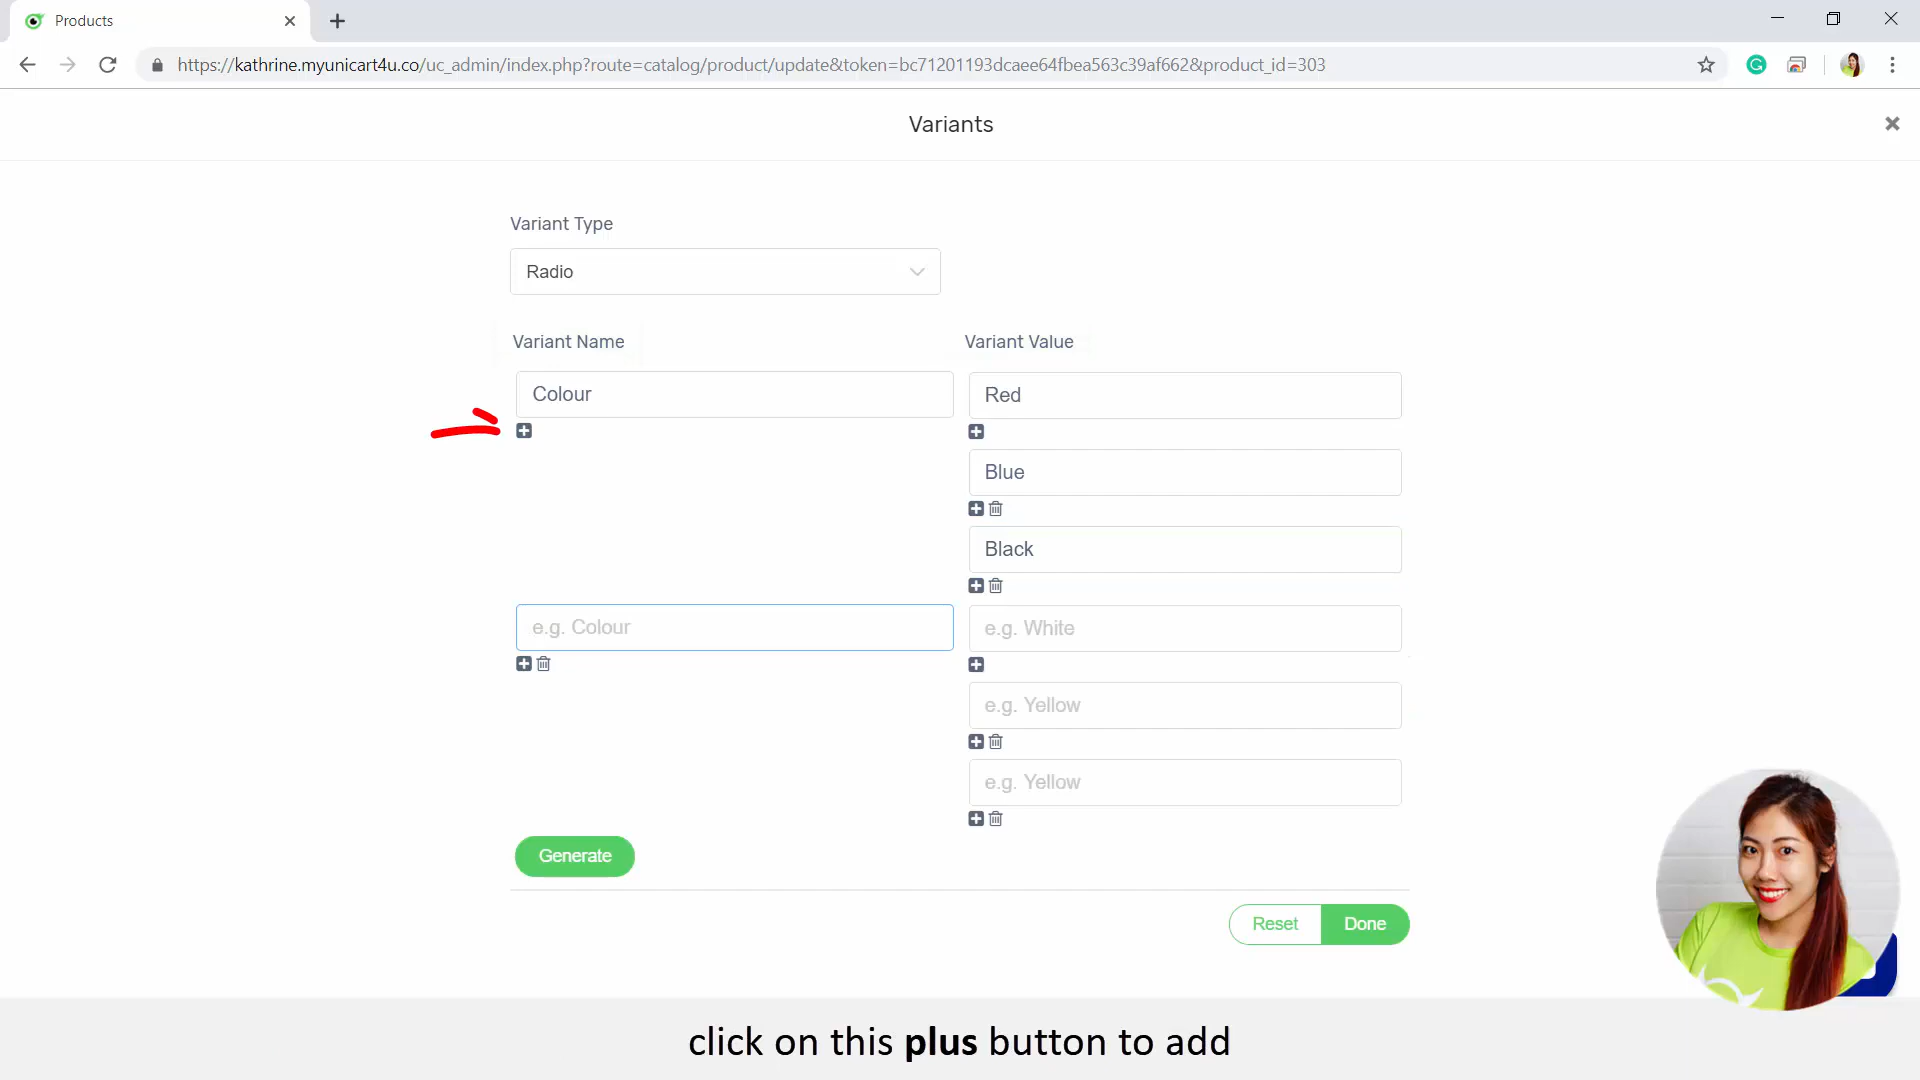 Products
https://kathrine.myunicart4u.co/uc_admin/index.php?route=catalog/product/update&token=bc71201193dcaee64fbea563c39af662&product_id=303
Variants
Variant Type
Radio
Variant Name
Variant Value
Colour
Red
Blue
Black
e.g. Colour
e.g. White
e.g. Yellow
e.g. Yellow
Generate
Reset
Done
click on this plus button to add